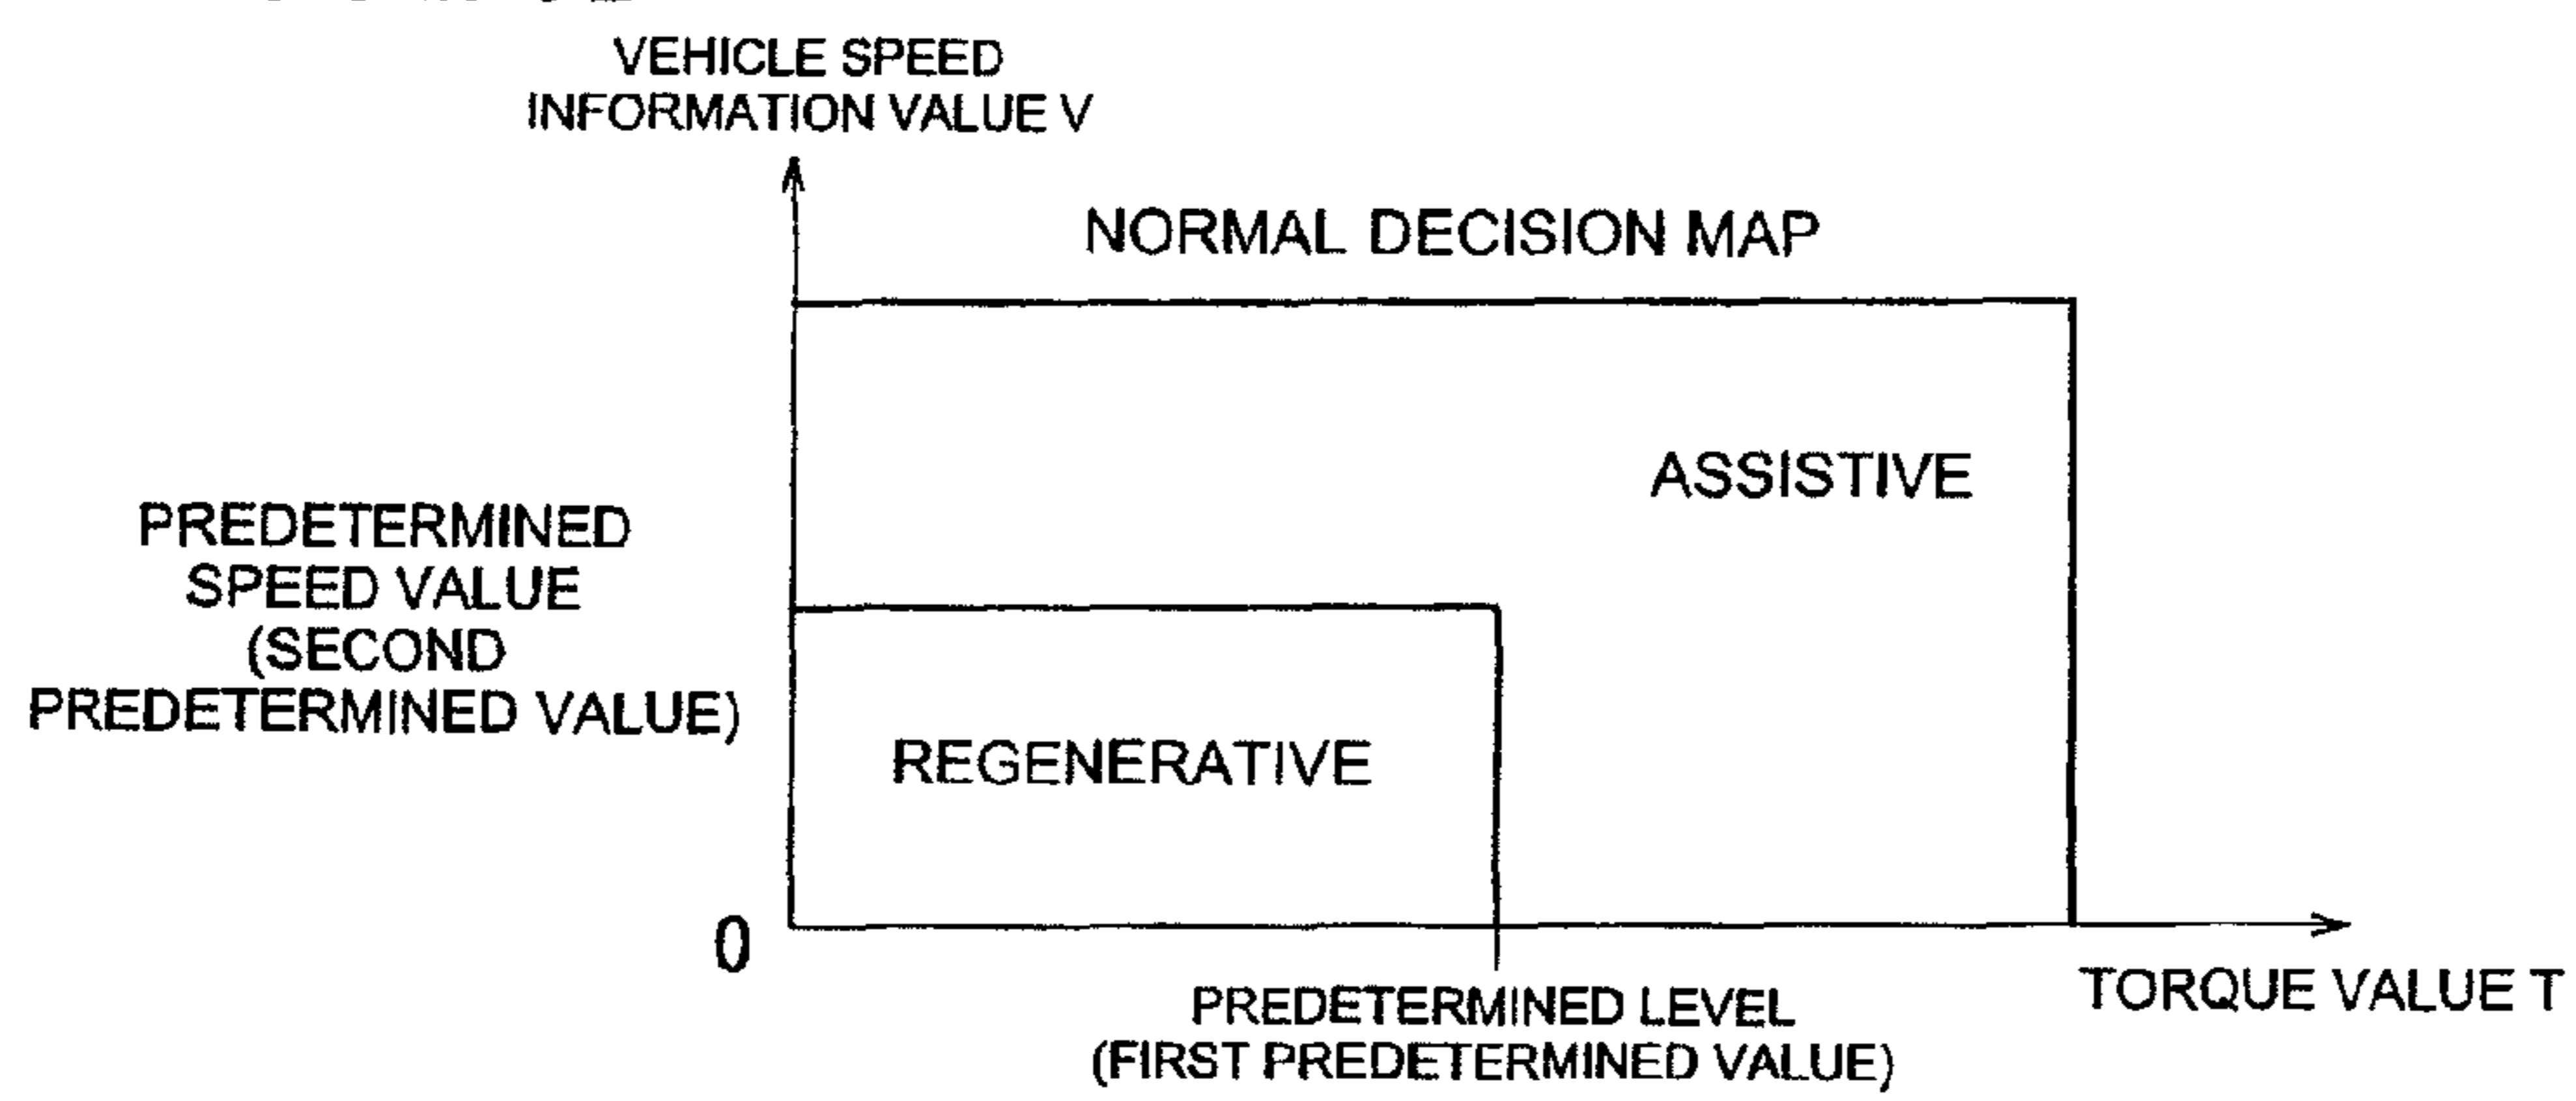 VEHICLE SPEED
INFORMATION VALUE V
NORMAL DECISION MAP
ASSISTIVE
PREDETERMINED
SPEED VALUE
(SECOND
PREDETERMINED VALUE)
REGENERATIVE
0
TORQUE VALUE T
PREDETERMINED LEVEL
(FIRST PREDETERMINED VALUE)